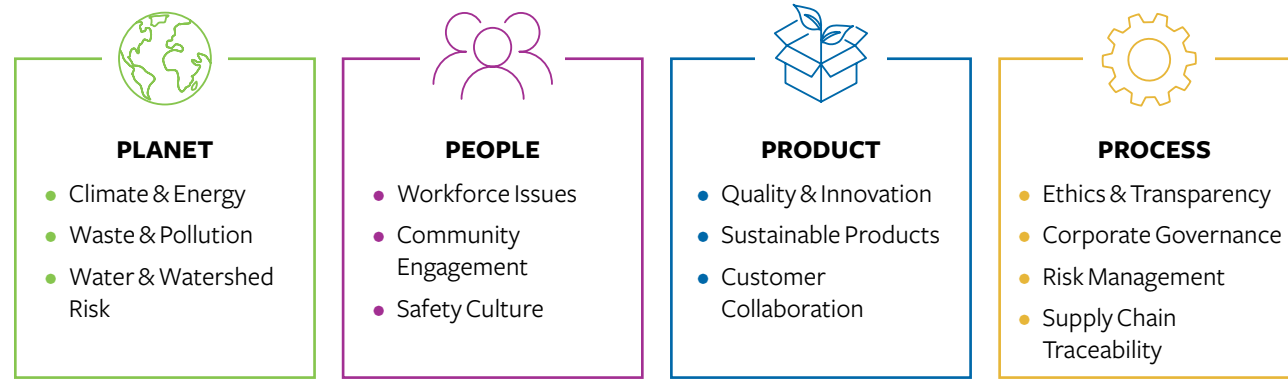 PLANET
Climate & Energy
Waste & Pollution
Water & Watershed
Risk
PEOPLE
Workforce Issues
Community
Engagement
Safety Culture
PRODUCT
Quality & Innovation
Sustainable Products
Customer
Collaboration
PROCESS
Ethics & Transparency
Corporate Governance
Risk Management
Supply Chain
Traceability